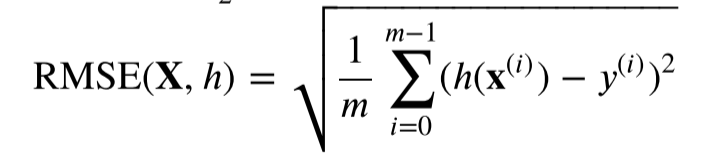 RMSE(X, h) = √(1/m ∑_{i=0}^{m−1} (h(x^{(i)}) − y^{(i)})²)